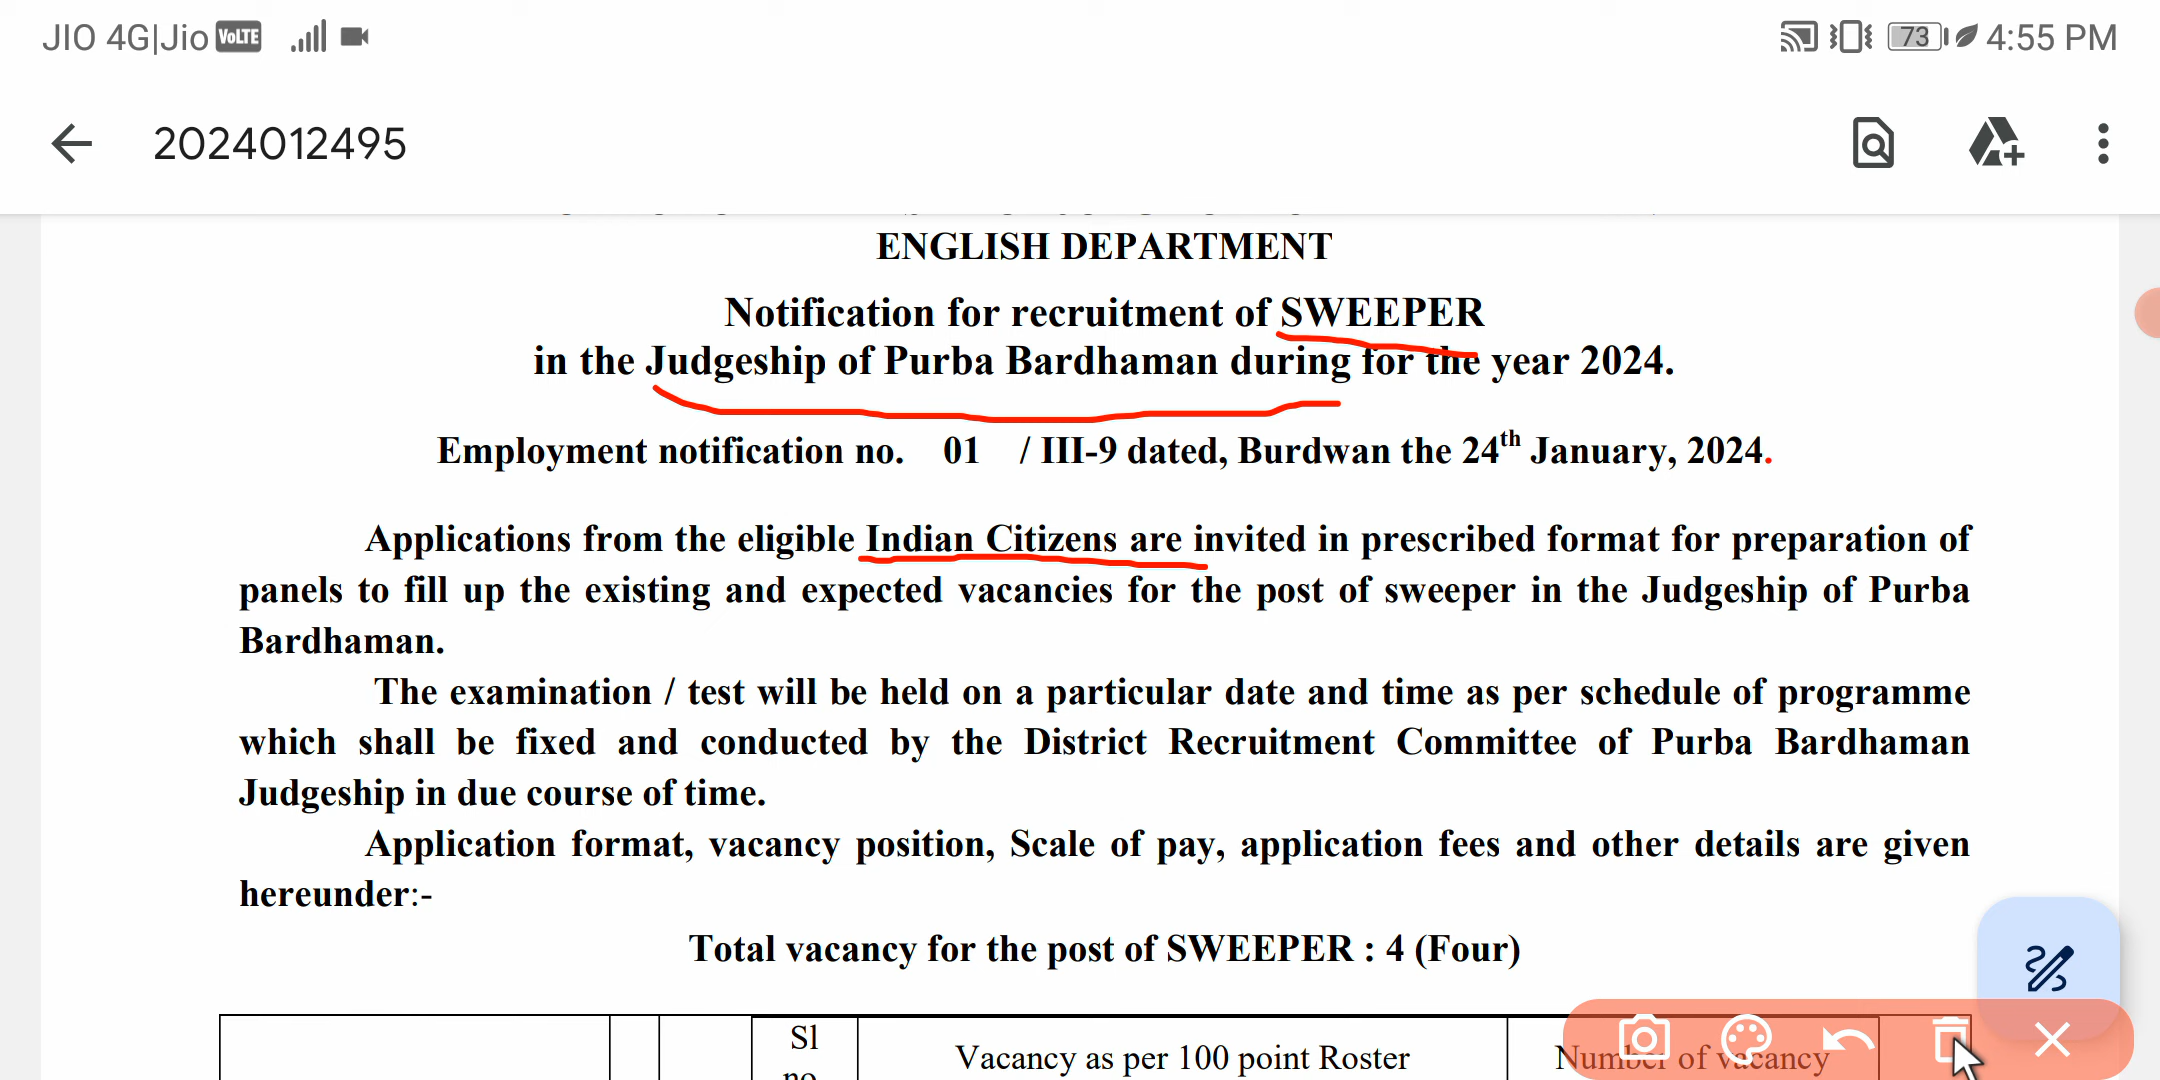 JIO 4G|Jio VoLTE 73 4:55 PM
2024012495
ENGLISH DEPARTMENT
Notification for recruitment of SWEEPER
in the Judgeship of Purba Bardhaman during for the year 2024.
Employment notification no. 01 / III-9 dated, Burdwan the 24th January, 2024.
Applications from the eligible Indian Citizens are invited in prescribed format for preparation of
panels to fill up the existing and expected vacancies for the post of sweeper in the Judgeship of Purba
Bardhaman.
The examination / test will be held on a particular date and time as per schedule of programme
which shall be fixed and conducted by the District Recruitment Committee of Purba Bardhaman
Judgeship in due course of time.
Application format, vacancy position, Scale of pay, application fees and other details are given
hereunder:-
Total vacancy for the post of SWEEPER : 4 (Four)
Sl
no
Vacancy as per 100 point Roster
Number of vacancy